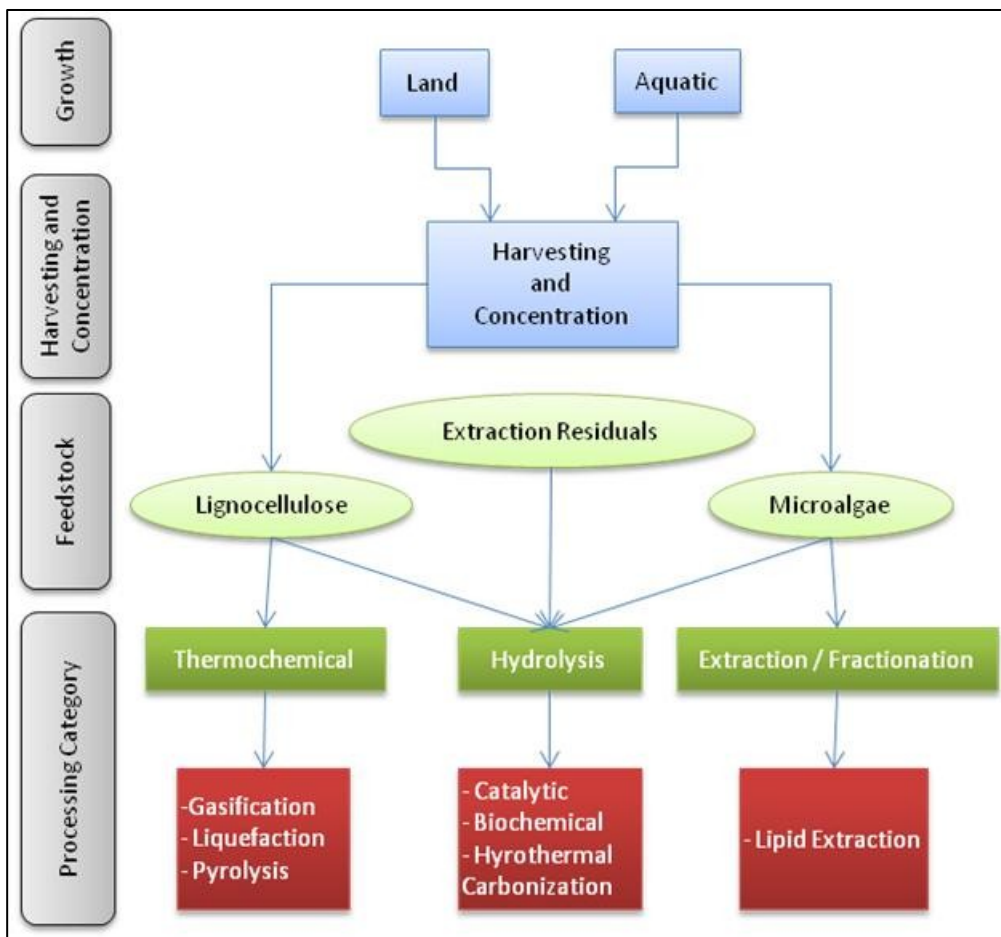 Growth
Land
Aquatic
Harvesting and
Concentration
Harvesting
and
Concentration
Feedstock
Extraction Residuals
Lignocellulose
Microalgae
Processing Category
Thermochemical
Hydrolysis
Extraction / Fractionation
-Gasification
- Liquefaction
- Pyrolysis
- Catalytic
- Biochemical
- Hyrothermal
Carbonization
- Lipid Extraction